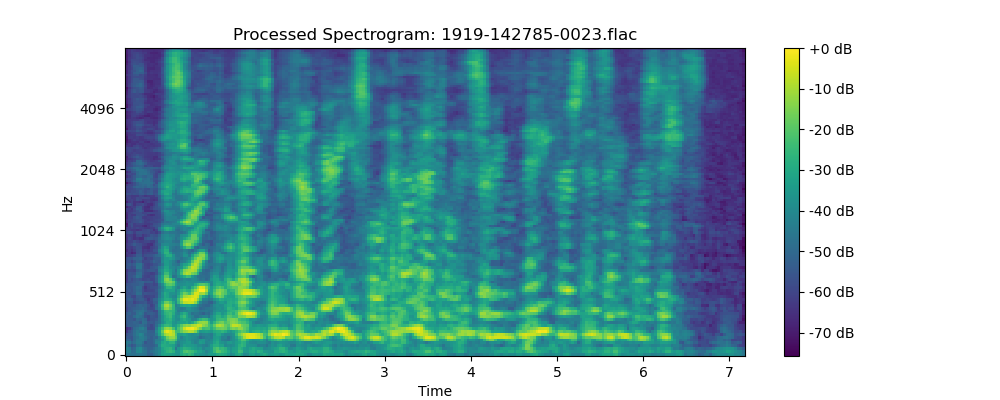 Processed Spectrogram: 1919-142785-0023.flac
Hz
4096
2048
1024
512
0
0 1 2 3 4 5 6 7
Time
+0 dB
-10 dB
-20 dB
-30 dB
-40 dB
-50 dB
-60 dB
-70 dB